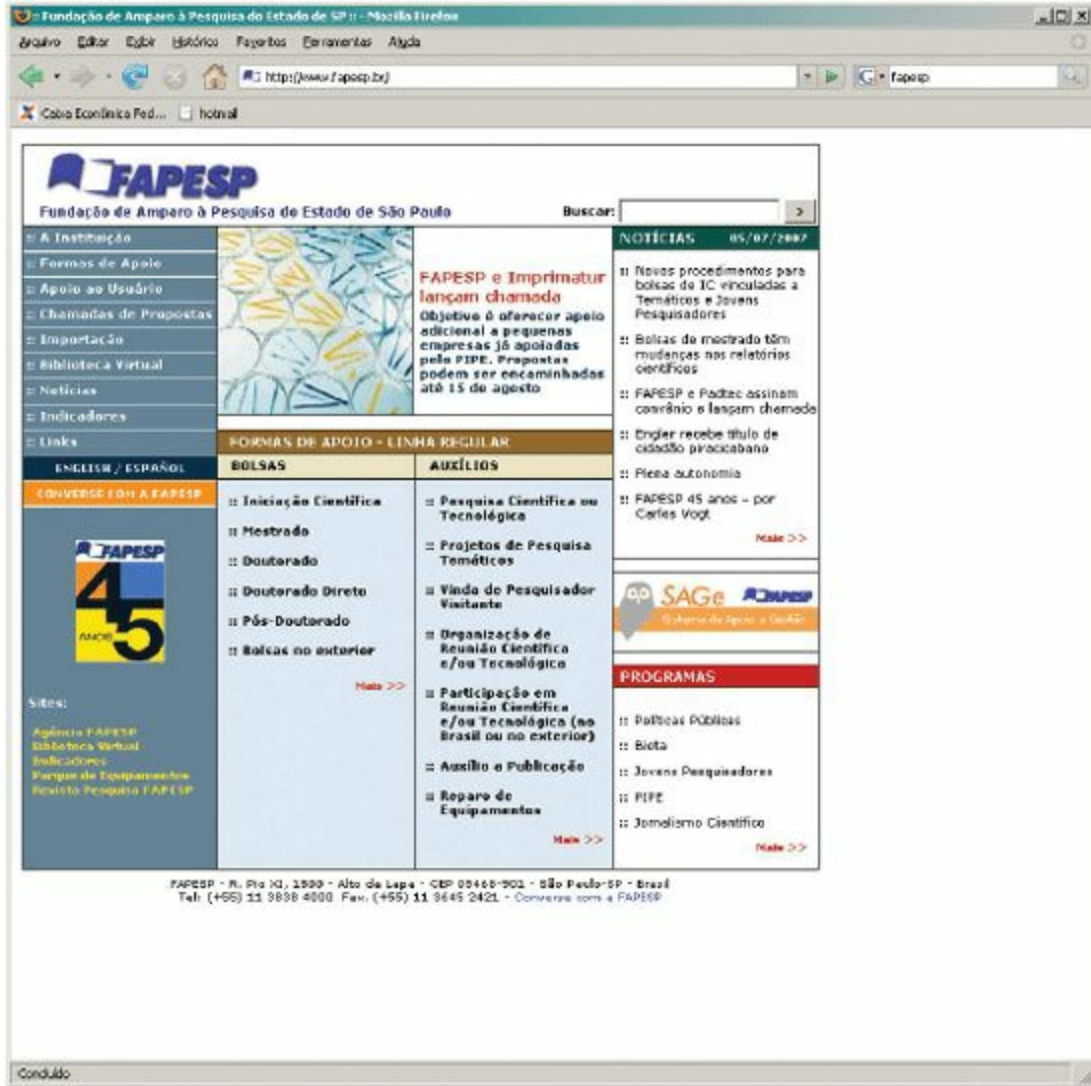 :: Fundação de Amparo à Pesquisa do Estado de SP :: - Mozilla Firefox
Arquivo Editar Exibir Histórico Favoritos Ferramentas Ajuda
http://www.fapesp.br/
G fapesp
Caixa Econômica Fed... hotmail
FAPESP
Fundação de Amparo à Pesquisa do Estado de São Paulo
Buscar: >
:: A Instituição
:: Formas de Apoio
:: Apoio ao Usuário
:: Chamadas de Propostas
:: Importação
:: Biblioteca Virtual
:: Notícias
:: Indicadores
:: Links
ENGLISH / ESPAÑOL
CONVERSE COM A FAPESP
FAPESP
45
ANOS
Sites:
Agência FAPESP
Biblioteca Virtual
Indicadores
Parque de Equipamentos
Revista Pesquisa FAPESP
FAPESP e Imprimatur
lançam chamada
Objetivo é oferecer apoio
adicional a pequenas
empresas já apoiadas
pelo PIPE. Propostas
podem ser encaminhadas
até 15 de agosto
FORMAS DE APOIO - LINHA REGULAR
BOLSAS
:: Iniciação Científica
:: Mestrado
:: Doutorado
:: Doutorado Direto
:: Pós-Doutorado
:: Bolsas no exterior
Mais >>
AUXÍLIOS
:: Pesquisa Científica ou
Tecnológica
:: Projetos de Pesquisa
Temáticos
:: Vinda de Pesquisador
Visitante
:: Organização de
Reunião Científica
e/ou Tecnológica
:: Participação em
Reunião Científica
e/ou Tecnológica (no
Brasil ou no exterior)
:: Auxílio a Publicação
:: Reparo de
Equipamentos
Mais >>
NOTÍCIAS 05/07/2007
:: Novos procedimentos para
bolsas de IC vinculadas a
Temáticos e Jovens
Pesquisadores
:: Bolsas de mestrado têm
mudanças nos relatórios
científicos
:: FAPESP e Padtec assinam
convênio e lançam chamada
:: Engler recebe título de
cidadão piracicabano
:: Plena autonomia
:: FAPESP 45 anos - por
Carlos Vogt
Mais >>
SAGe FAPESP
Sistema de Apoio a Gestão
PROGRAMAS
:: Políticas Públicas
:: Biota
:: Jovens Pesquisadores
:: PIPE
:: Jornalismo Científico
Mais >>
FAPESP - R. Pio XI, 1500 - Alto da Lapa - CEP 05468-901 - São Paulo-SP - Brasil
Tel: (+55) 11 3838 4000 Fax. (+55) 11 3645 2421 - Converse com a FAPESP
Concluído